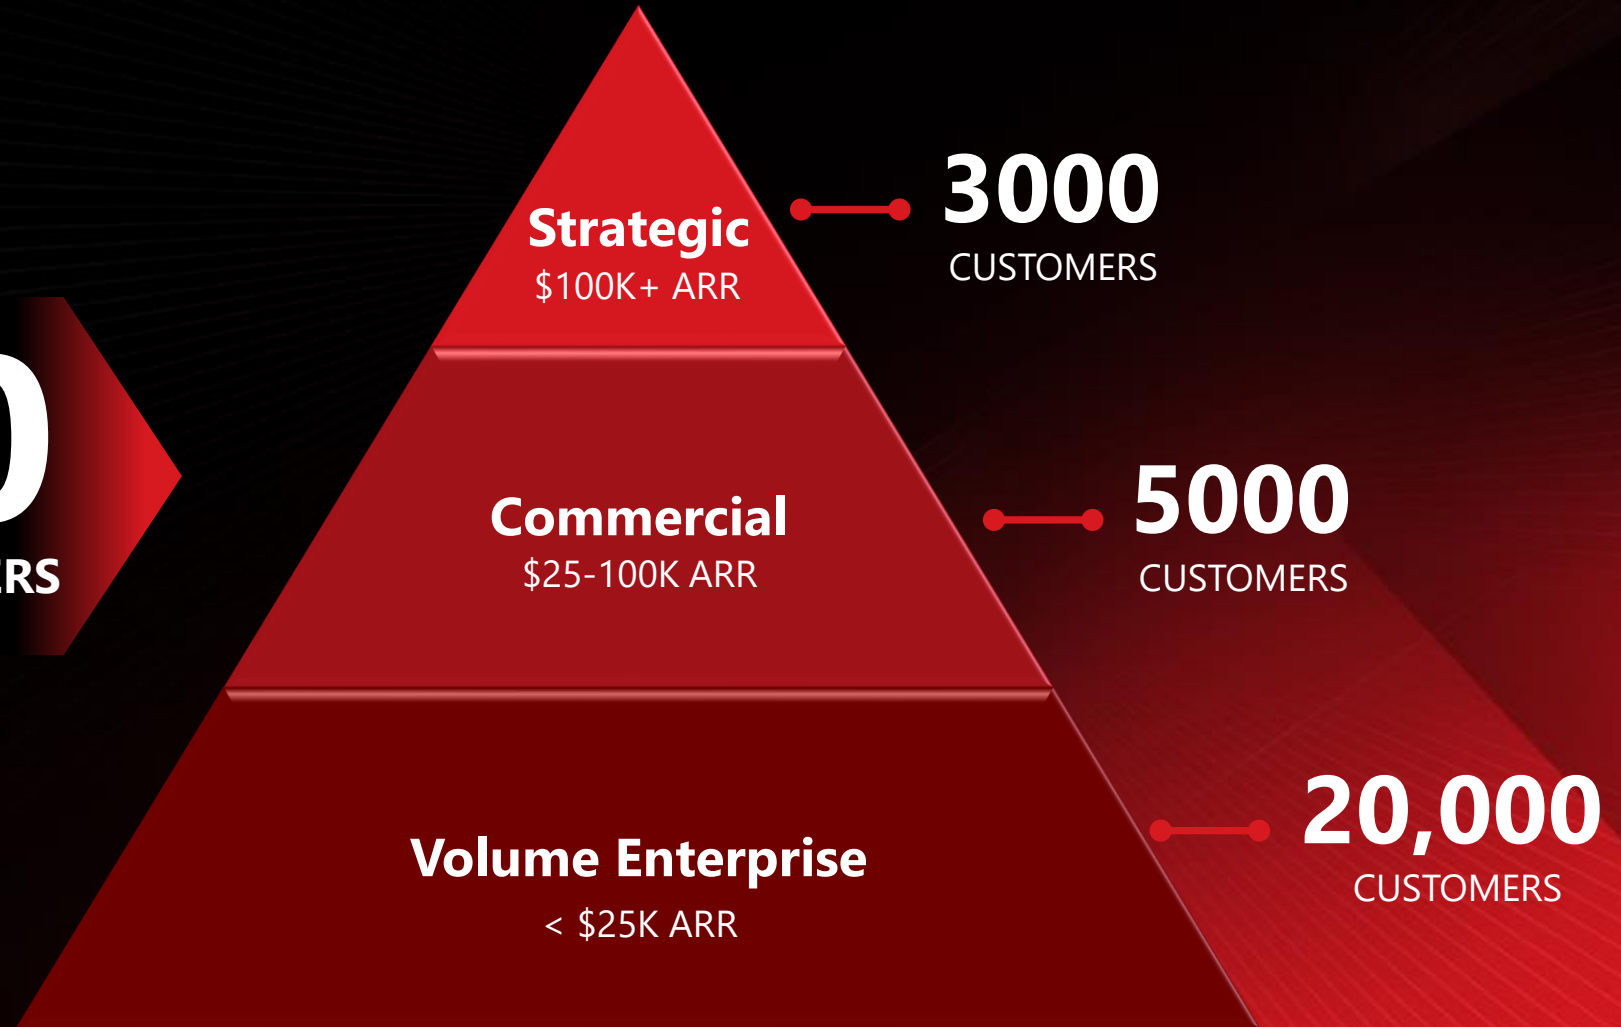 Strategic
$100K+ ARR
3000
CUSTOMERS
Commercial
$25-100K ARR
5000
CUSTOMERS
Volume Enterprise
< $25K ARR
20,000
CUSTOMERS